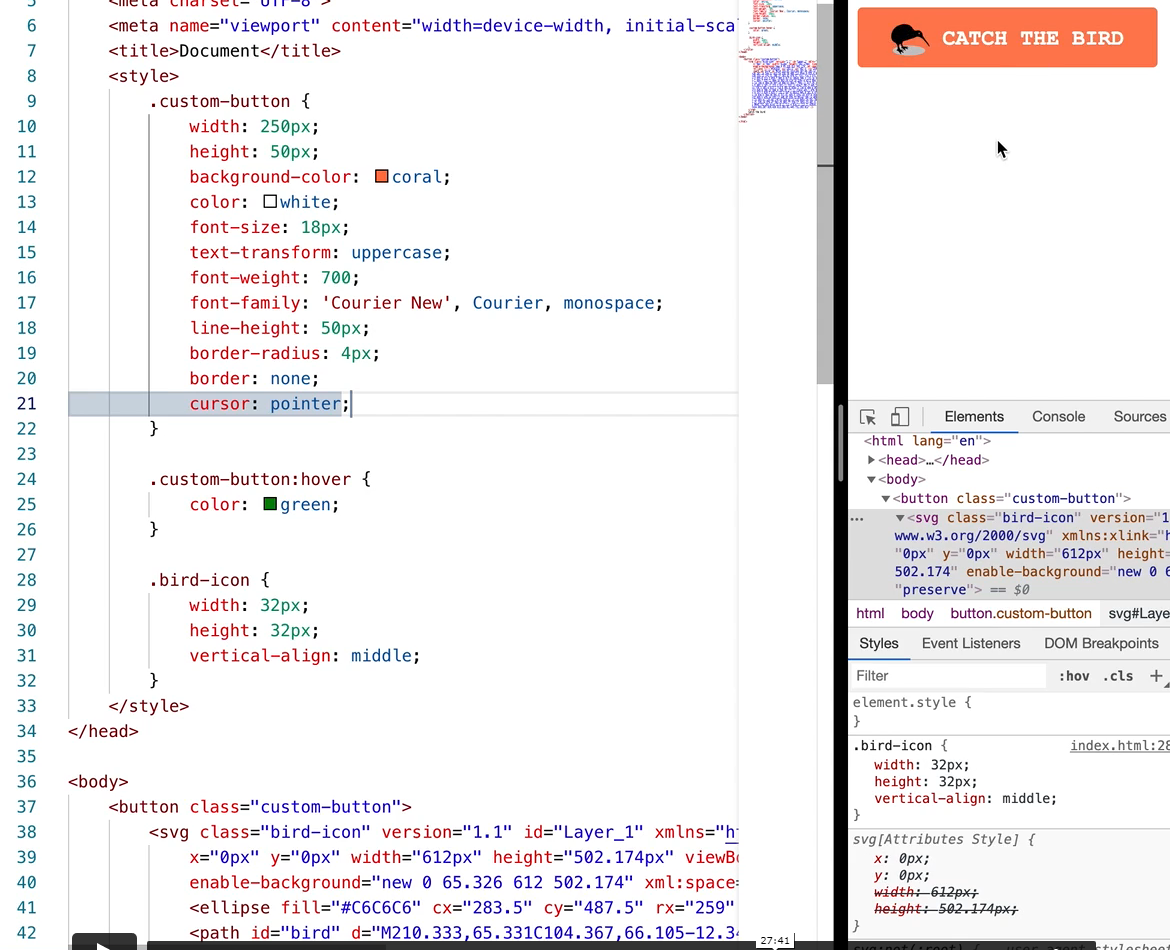 5 <meta charset="UTF-8">
6 <meta name="viewport" content="width=device-width, initial-sca
7 <title>Document</title>
8 <style>
9 .custom-button {
10 width: 250px;
11 height: 50px;
12 background-color: coral;
13 color: white;
14 font-size: 18px;
15 text-transform: uppercase;
16 font-weight: 700;
17 font-family: 'Courier New', Courier, monospace;
18 line-height: 50px;
19 border-radius: 4px;
20 border: none;
21 cursor: pointer;
22 }
23
24 .custom-button:hover {
25 color: green;
26 }
27
28 .bird-icon {
29 width: 32px;
30 height: 32px;
31 vertical-align: middle;
32 }
33 </style>
34 </head>
35
36 <body>
37 <button class="custom-button">
38 <svg class="bird-icon" version="1.1" id="Layer_1" xmlns="ht
39 x="0px" y="0px" width="612px" height="502.174px" viewBo
40 enable-background="new 0 65.326 612 502.174" xml:space=
41 <ellipse fill="#C6C6C6" cx="283.5" cy="487.5" rx="259"
42 <path id="bird" d="M210.333,65.331C104.367,66.105-12.34
27:41
CATCH THE BIRD
Elements Console Sources
<html lang="en">
<head>…</head>
<body>
<button class="custom-button">
… <svg class="bird-icon" version="1
www.w3.org/2000/svg" xmlns:xlink="h
"0px" y="0px" width="612px" height=
502.174" enable-background="new 0 6
"preserve"> == $0
html body button.custom-button svg#Laye
Styles Event Listeners DOM Breakpoints
Filter :hov .cls +
element.style {
}
.bird-icon { index.html:28
width: 32px;
height: 32px;
vertical-align: middle;
}
svg[Attributes Style] {
x: 0px;
y: 0px;
width: 612px;
height: 502.174px;
}